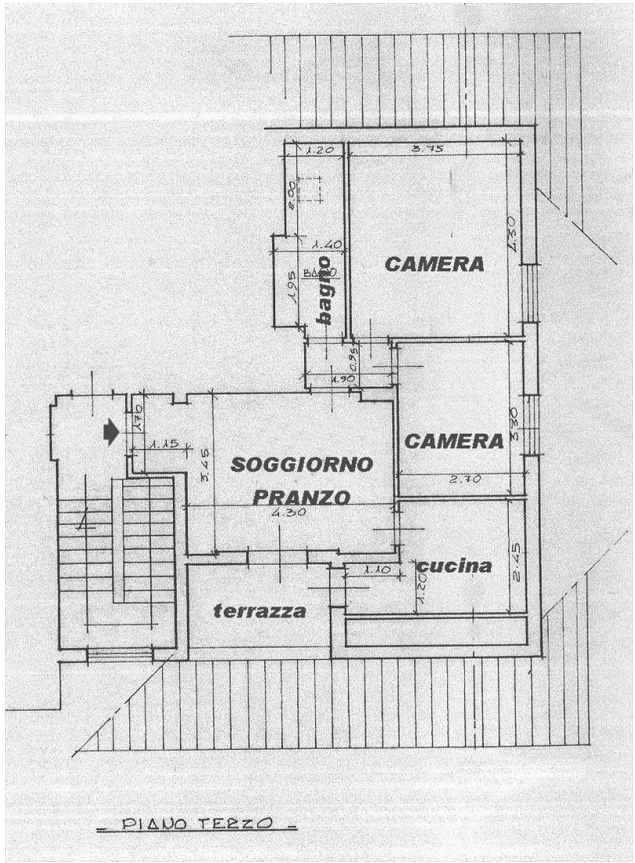 1.20
3.75
2.00
4.30
1.40
CAMERA
1.95
BAGNO
bagno
0.95
1.90
1.70
3.30
CAMERA
1.15
3.45
SOGGIORNO
PRANZO
2.70
4.30
2.45
cucina
1.10
1.20
terrazza
- PIANO TERZO -